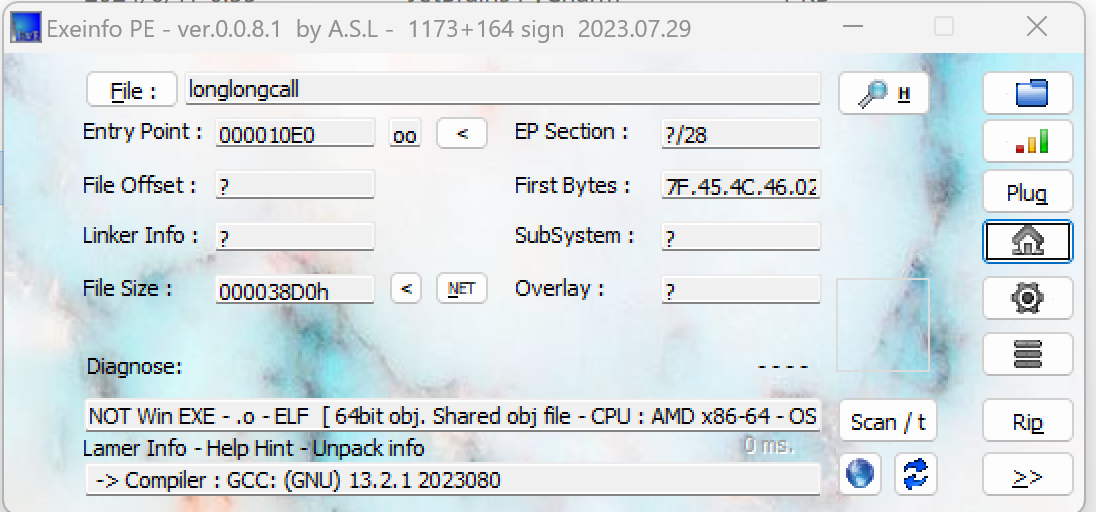 Exeinfo PE - ver.0.0.8.1 by A.S.L - 1173+164 sign 2023.07.29
File : longlongcall H
Entry Point : 000010E0 oo < EP Section : ?/28
File Offset : ? First Bytes : 7F.45.4C.46.02 Plug
Linker Info : ? SubSystem : ?
File Size : 000038D0h < NET Overlay : ?
Diagnose: ----
NOT Win EXE - .o - ELF [ 64bit obj. Shared obj file - CPU : AMD x86-64 - OS Scan / t Rip
Lamer Info - Help Hint - Unpack info 0 ms.
-> Compiler : GCC: (GNU) 13.2.1 2023080 >>